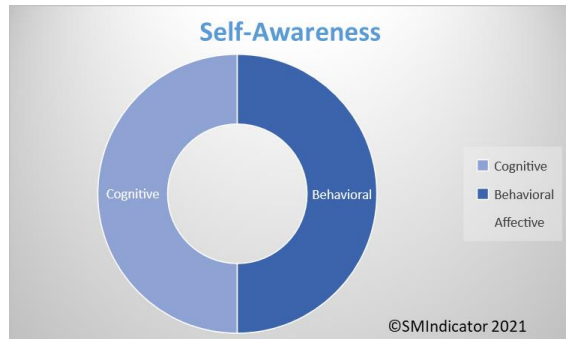 Self-Awareness
Cognitive
Behavioral
Cognitive
Behavioral
Affective
©SMIndicator 2021